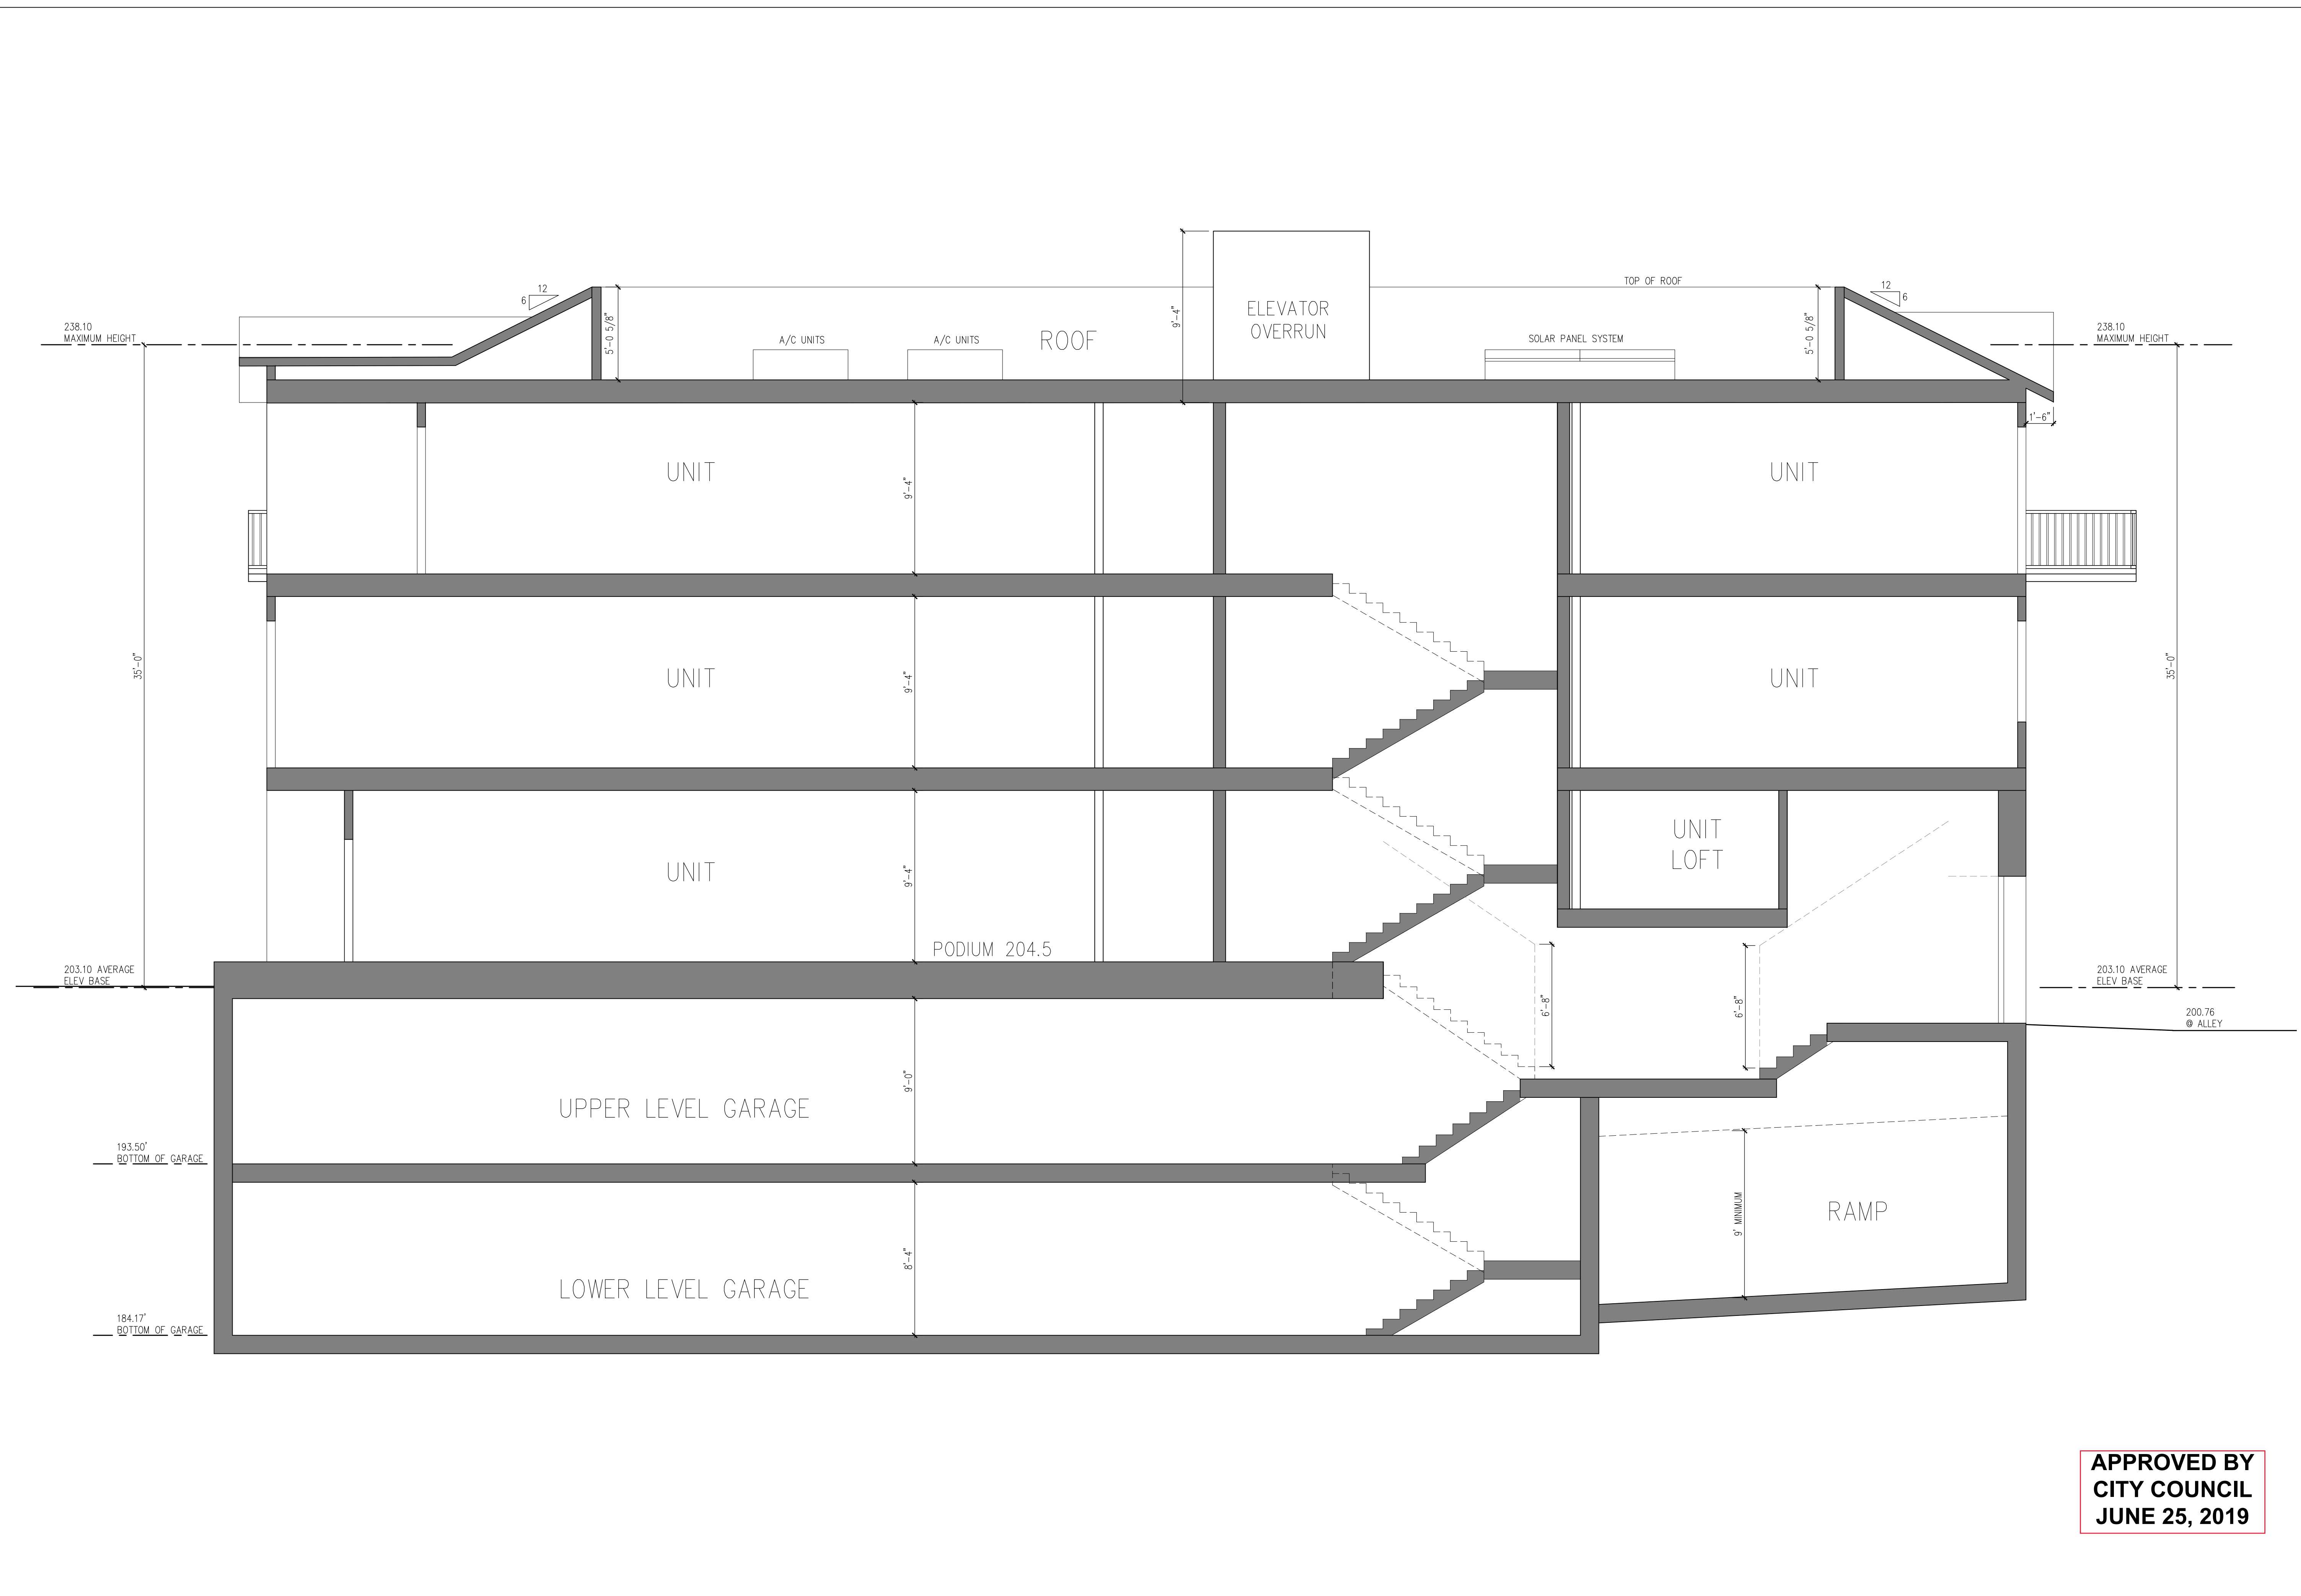 12
6
TOP OF ROOF
12
6
ELEVATOR
OVERRUN
9'-4"
5'-0 5/8"
5'-0 5/8"
238.10
MAXIMUM HEIGHT
A/C UNITS
A/C UNITS
ROOF
SOLAR PANEL SYSTEM
238.10
MAXIMUM HEIGHT
1'-6"
UNIT
9'-4"
UNIT
35'-0"
UNIT
9'-4"
UNIT
35'-0"
UNIT
9'-4"
UNIT
LOFT
PODIUM 204.5
203.10 AVERAGE
ELEV BASE
203.10 AVERAGE
ELEV BASE
6'-8"
6'-8"
200.76
@ ALLEY
UPPER LEVEL GARAGE
9'-0"
193.50'
BOTTOM OF GARAGE
9' MINIMUM
RAMP
LOWER LEVEL GARAGE
8'-4"
184.17'
BOTTOM OF GARAGE
APPROVED BY
CITY COUNCIL
JUNE 25, 2019